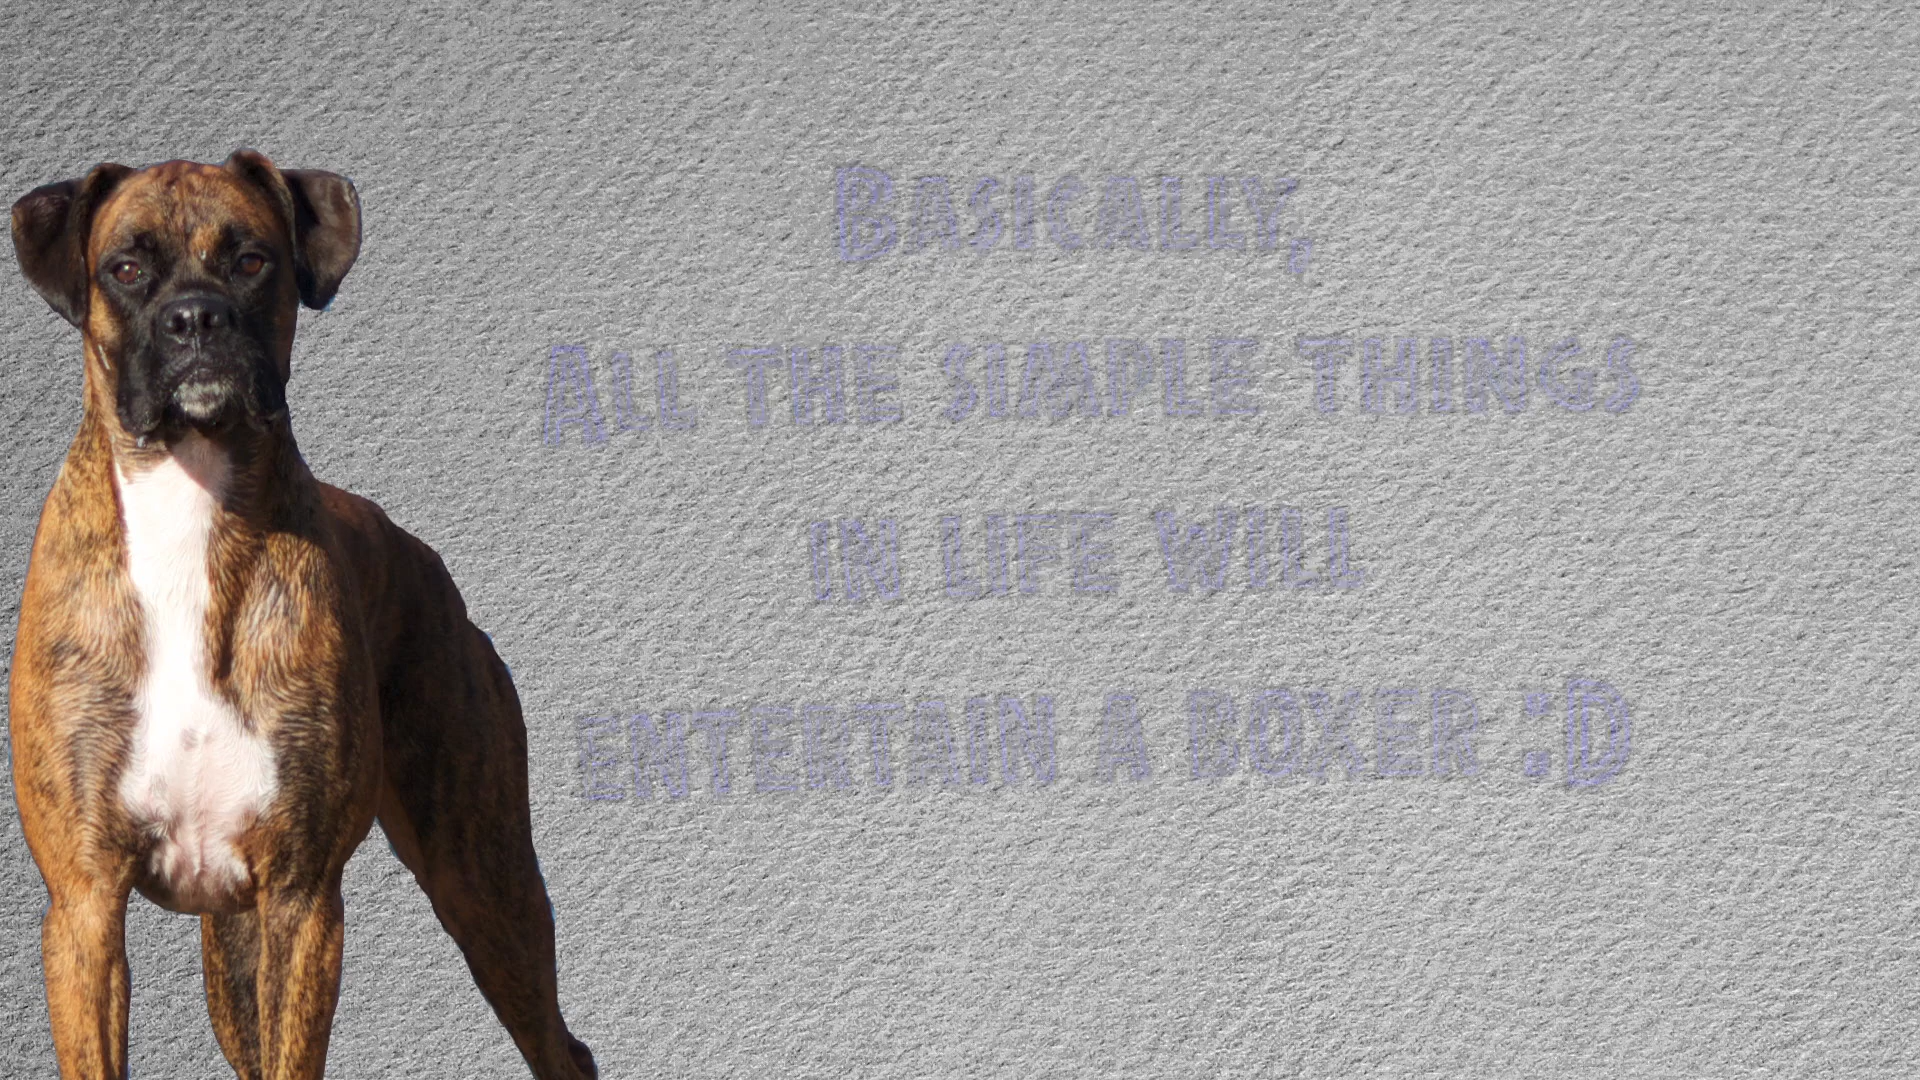 Basically,
All the simple things
in life will
entertain a boxer :D